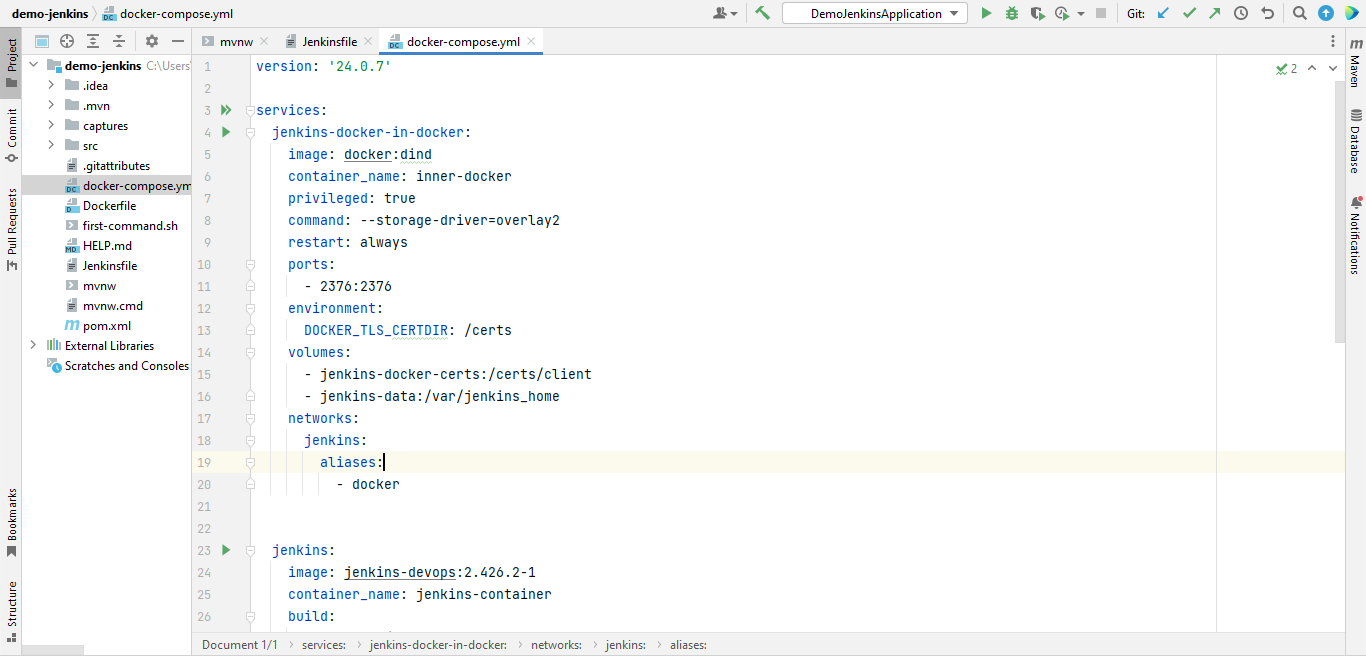 demo-jenkins docker-compose.yml DemoJenkinsApplication Git:
mvnw Jenkinsfile docker-compose.yml
Project
Commit
Pull Requests
Bookmarks
Structure
demo-jenkins C:\Users
.idea
.mvn
captures
src
.gitattributes
docker-compose.ym
Dockerfile
first-command.sh
HELP.md
Jenkinsfile
mvnw
mvnw.cmd
pom.xml
External Libraries
Scratches and Consoles
1 version: '24.0.7'
2
3 services:
4 jenkins-docker-in-docker:
5 image: docker:dind
6 container_name: inner-docker
7 privileged: true
8 command: --storage-driver=overlay2
9 restart: always
10 ports:
11 - 2376:2376
12 environment:
13 DOCKER_TLS_CERTDIR: /certs
14 volumes:
15 - jenkins-docker-certs:/certs/client
16 - jenkins-data:/var/jenkins_home
17 networks:
18 jenkins:
19 aliases:
20 - docker
21
22
23 jenkins:
24 image: jenkins-devops:2.426.2-1
25 container_name: jenkins-container
26 build:
2
m Maven
Database
Notifications
Document 1/1 services: jenkins-docker-in-docker: networks: jenkins: aliases: